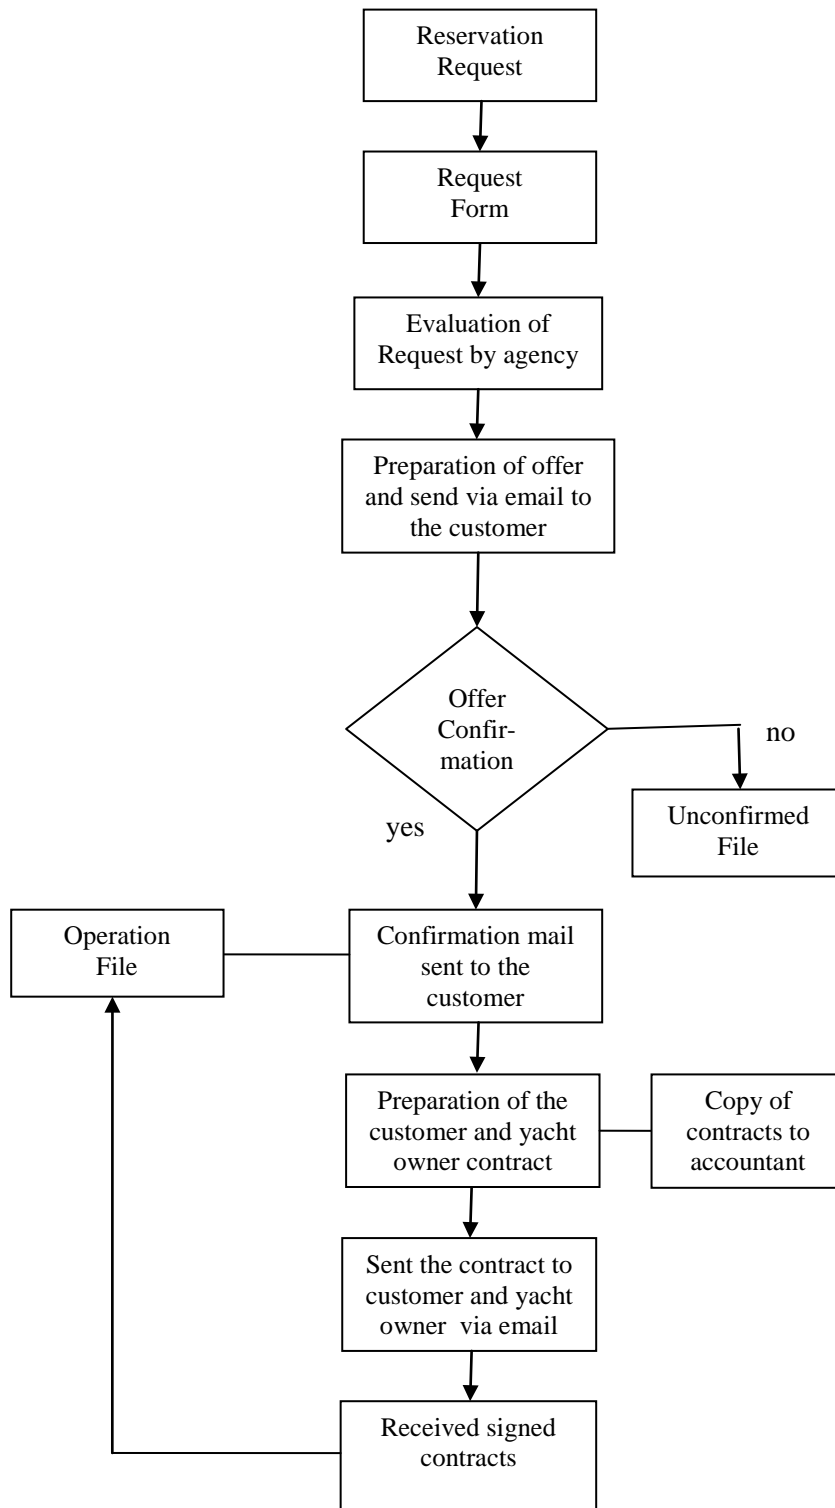 Reservation
Request
Request
Form
Evaluation of
Request by agency
Preparation of offer
and send via email to
the customer
Offer
Confir-
mation
no
yes
Unconfirmed
File
Operation
File
Confirmation mail
sent to the
customer
Preparation of the
customer and yacht
owner contract
Copy of
contracts to
accountant
Sent the contract to
customer and yacht
owner via email
Received signed
contracts